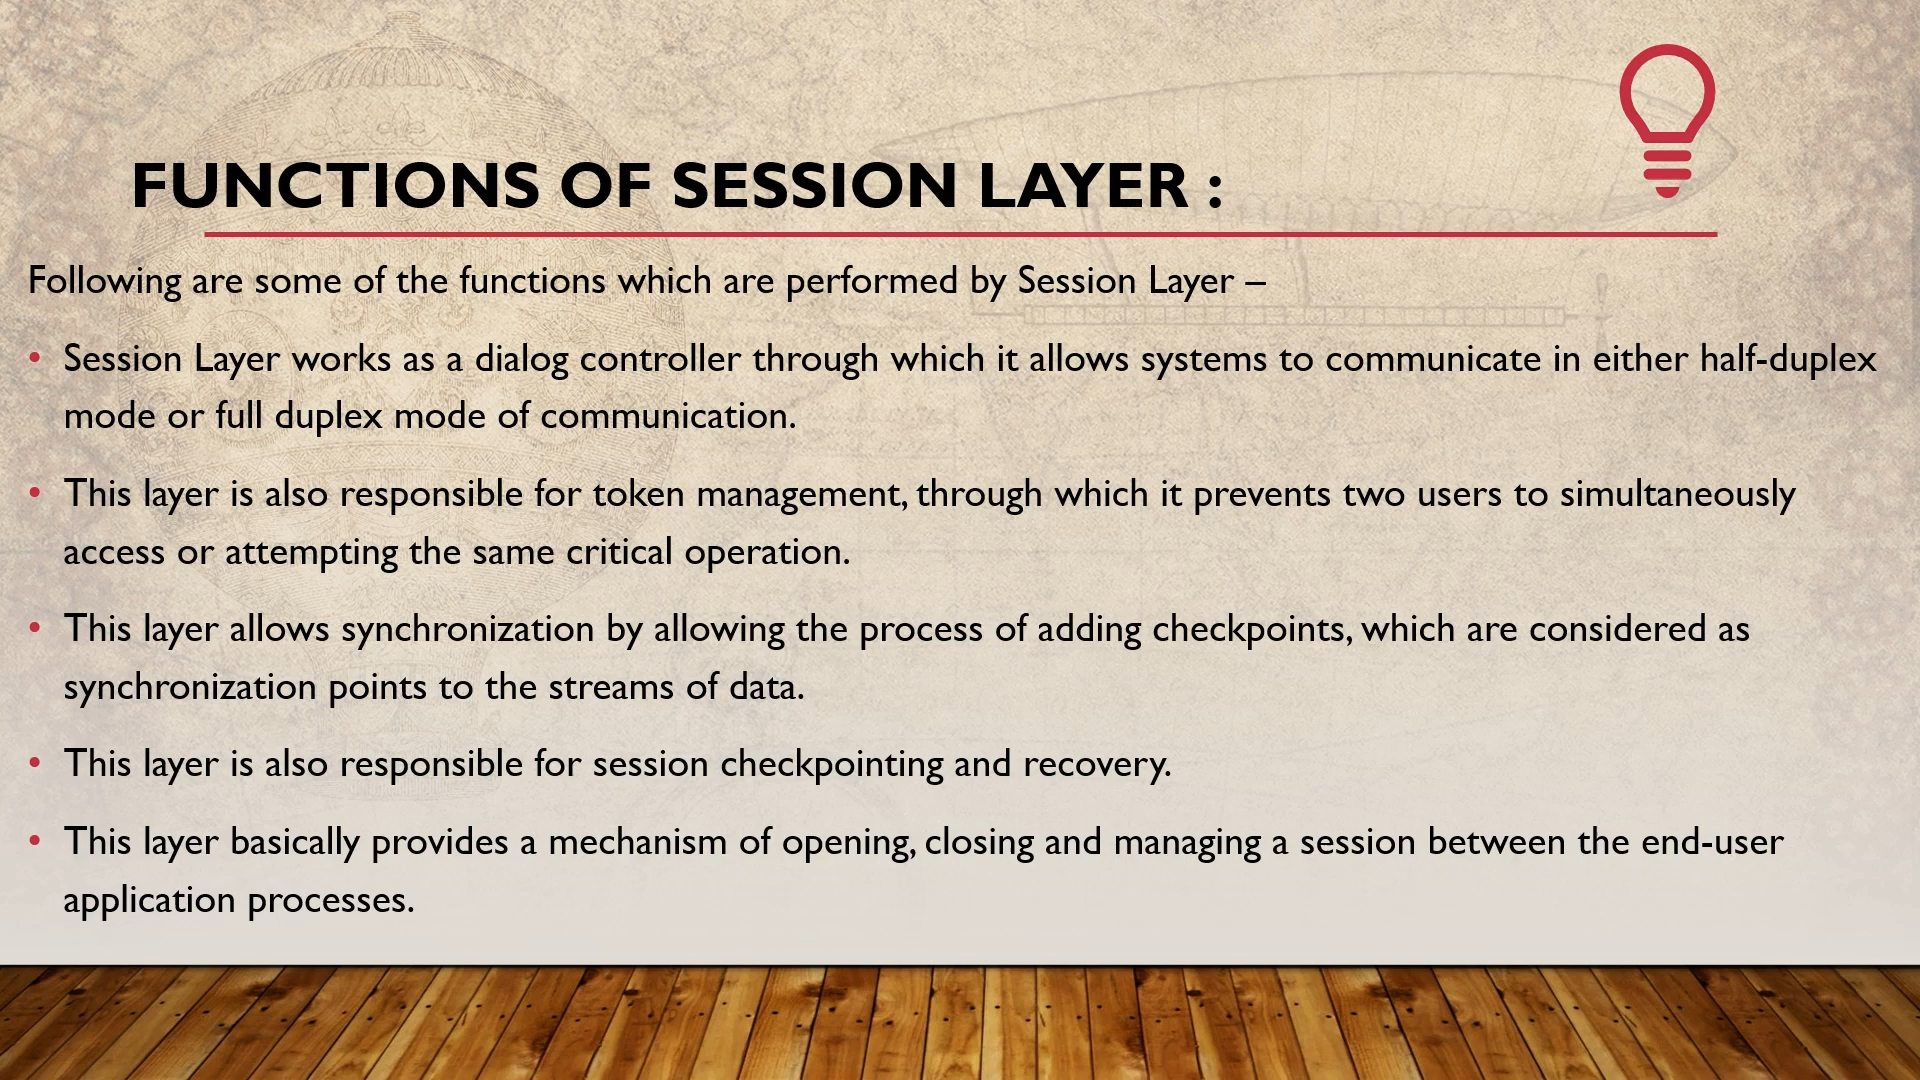 FUNCTIONS OF SESSION LAYER :
Following are some of the functions which are performed by Session Layer –
• Session Layer works as a dialog controller through which it allows systems to communicate in either half-duplex
mode or full duplex mode of communication.
• This layer is also responsible for token management, through which it prevents two users to simultaneously
access or attempting the same critical operation.
• This layer allows synchronization by allowing the process of adding checkpoints, which are considered as
synchronization points to the streams of data.
• This layer is also responsible for session checkpointing and recovery.
• This layer basically provides a mechanism of opening, closing and managing a session between the end-user
application processes.